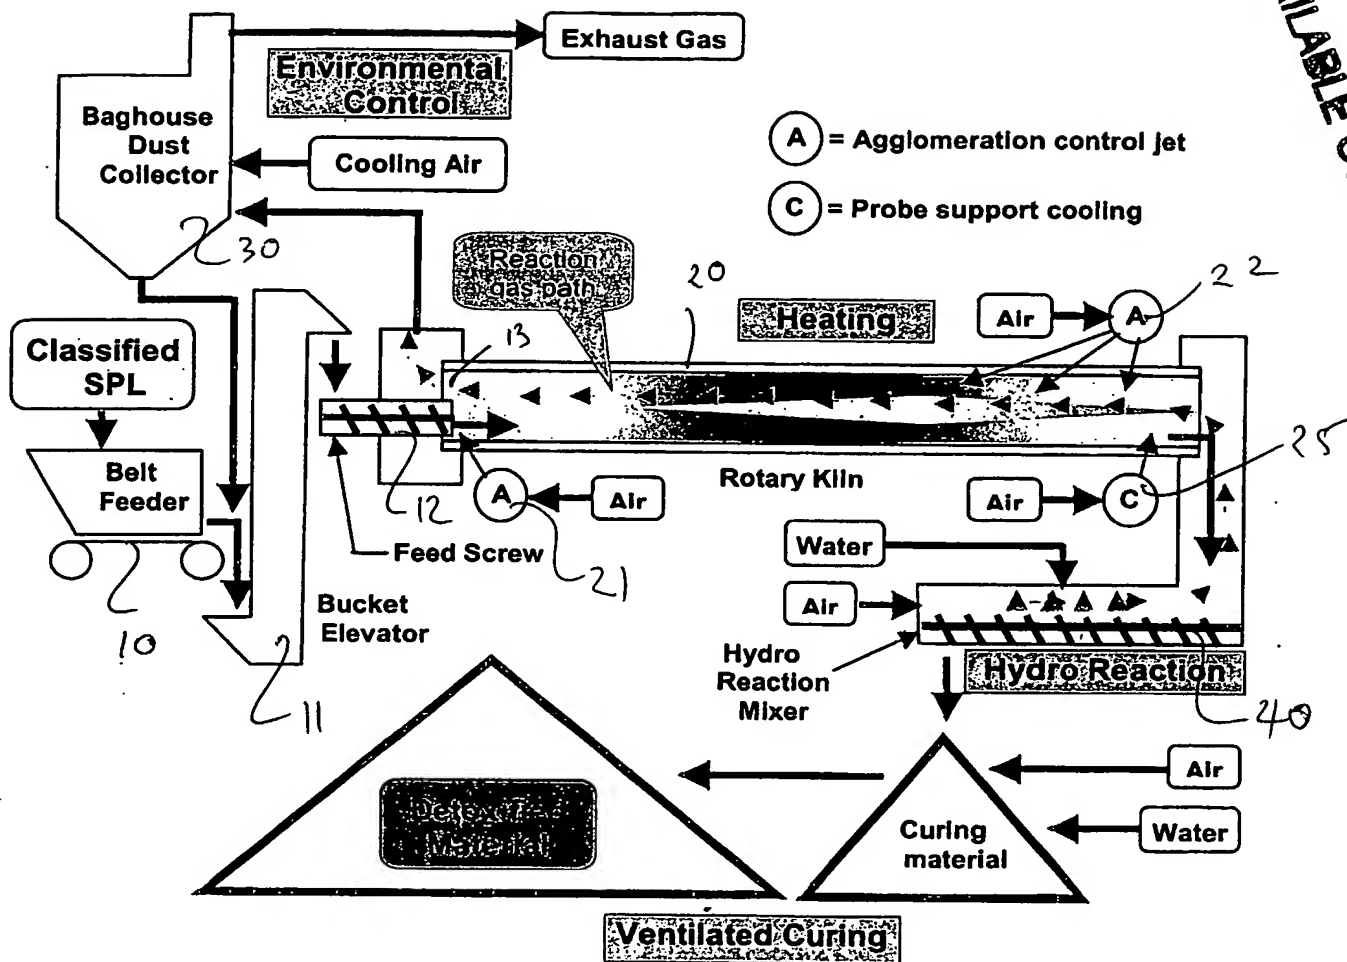 Exhaust Gas
Environmental
Control
Baghouse
Dust
Collector
Cooling Air
A = Agglomeration control jet
C = Probe support cooling
30
Reaction
gas path
20
Heating
Air
A
22
Classified
SPL
13
Belt
Feeder
12
A
Air
Rotary Kiln
Air
C
25
Feed Screw
21
Water
Air
10
Bucket
Elevator
11
Hydro
Reaction
Mixer
Hydro Reaction
40
Detoxified
Material
Curing
material
Air
Water
Ventilated Curing